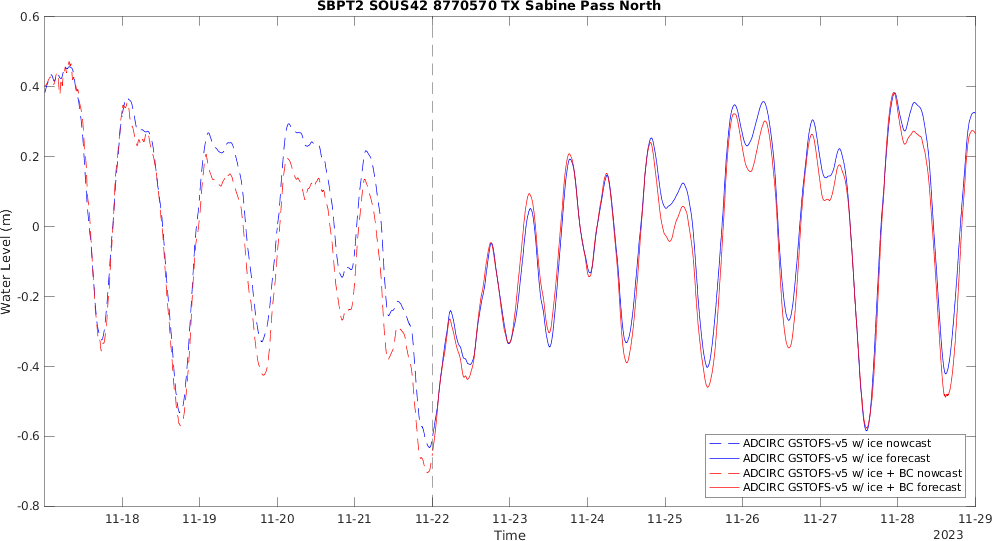 SBPT2 SOUS42 8770570 TX Sabine Pass North
0.6
0.4
0.2
0
-0.2
-0.4
-0.6
-0.8
Water Level (m)
ADCIRC GSTOFS-v5 w/ ice nowcast
ADCIRC GSTOFS-v5 w/ ice forecast
ADCIRC GSTOFS-v5 w/ ice + BC nowcast
ADCIRC GSTOFS-v5 w/ ice + BC forecast
11-18 11-19 11-20 11-21 11-22 11-23 11-24 11-25 11-26 11-27 11-28 11-29
Time
2023